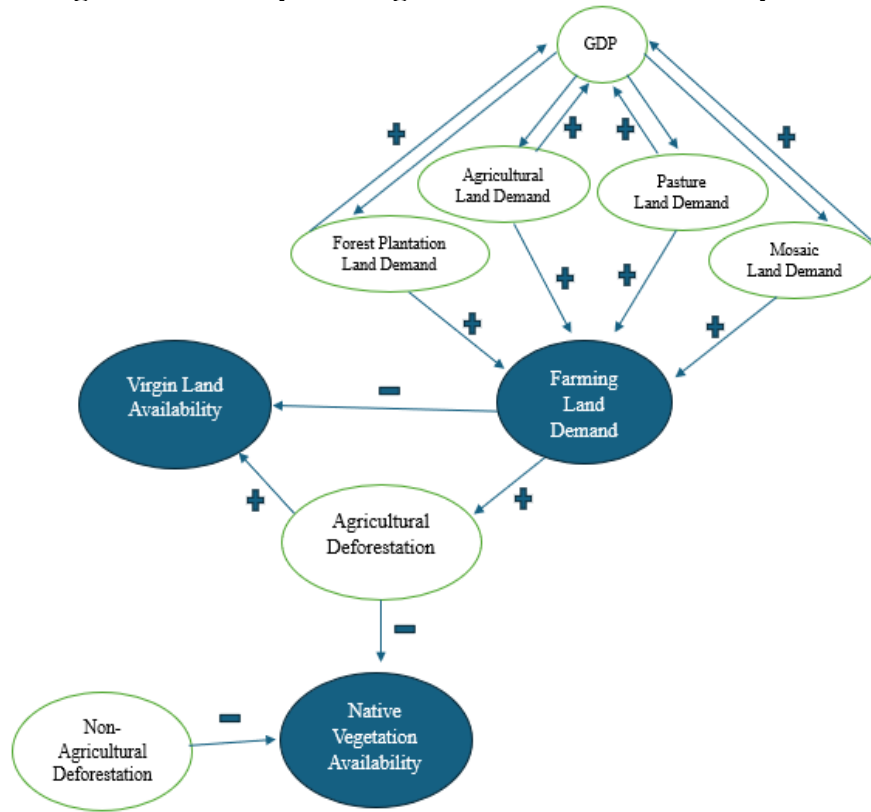 GDP
Agricultural
Land Demand
Pasture
Land Demand
Forest Plantation
Land Demand
Mosaic
Land Demand
Virgin Land
Availability
Farming
Land
Demand
Agricultural
Deforestation
Non-
Agricultural
Deforestation
Native
Vegetation
Availability